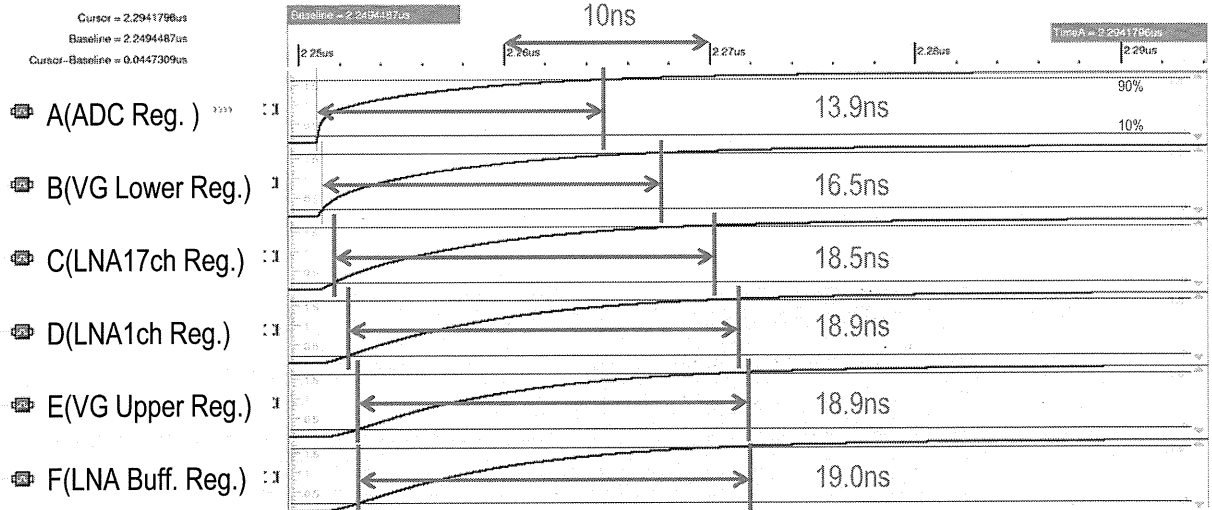 Cursor = 2.2941796us
Baseline = 2.2494487us
Cursor-Baseline = 0.0447309us
Baseline = 2.2494487us
10ns
TimeA = 2.2941796us
2.25us
2.26us
2.27us
2.28us
2.29us
A(ADC Reg. )
13.9ns
90%
10%
B(VG Lower Reg.)
16.5ns
C(LNA17ch Reg.)
18.5ns
D(LNA1ch Reg.)
18.9ns
E(VG Upper Reg.)
18.9ns
F(LNA Buff. Reg.)
19.0ns